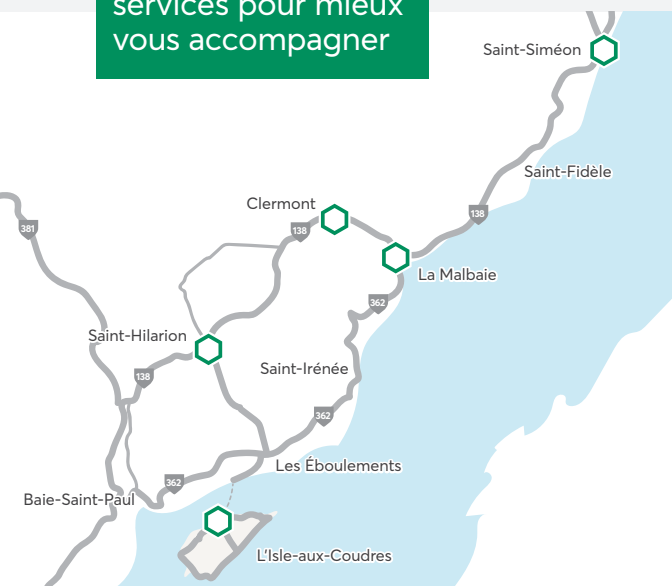 services pour mieux
vous accompagner
Saint-Siméon
Saint-Fidèle
Clermont
138
138
381
La Malbaie
362
Saint-Hilarion
Saint-Irénée
138
362
Les Éboulements
362
Baie-Saint-Paul
L'Isle-aux-Coudres